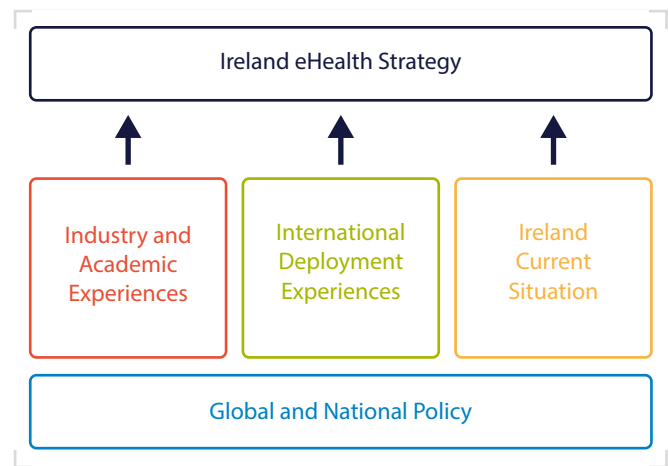 Ireland eHealth Strategy
Industry and
Academic
Experiences
International
Deployment
Experiences
Ireland
Current
Situation
Global and National Policy